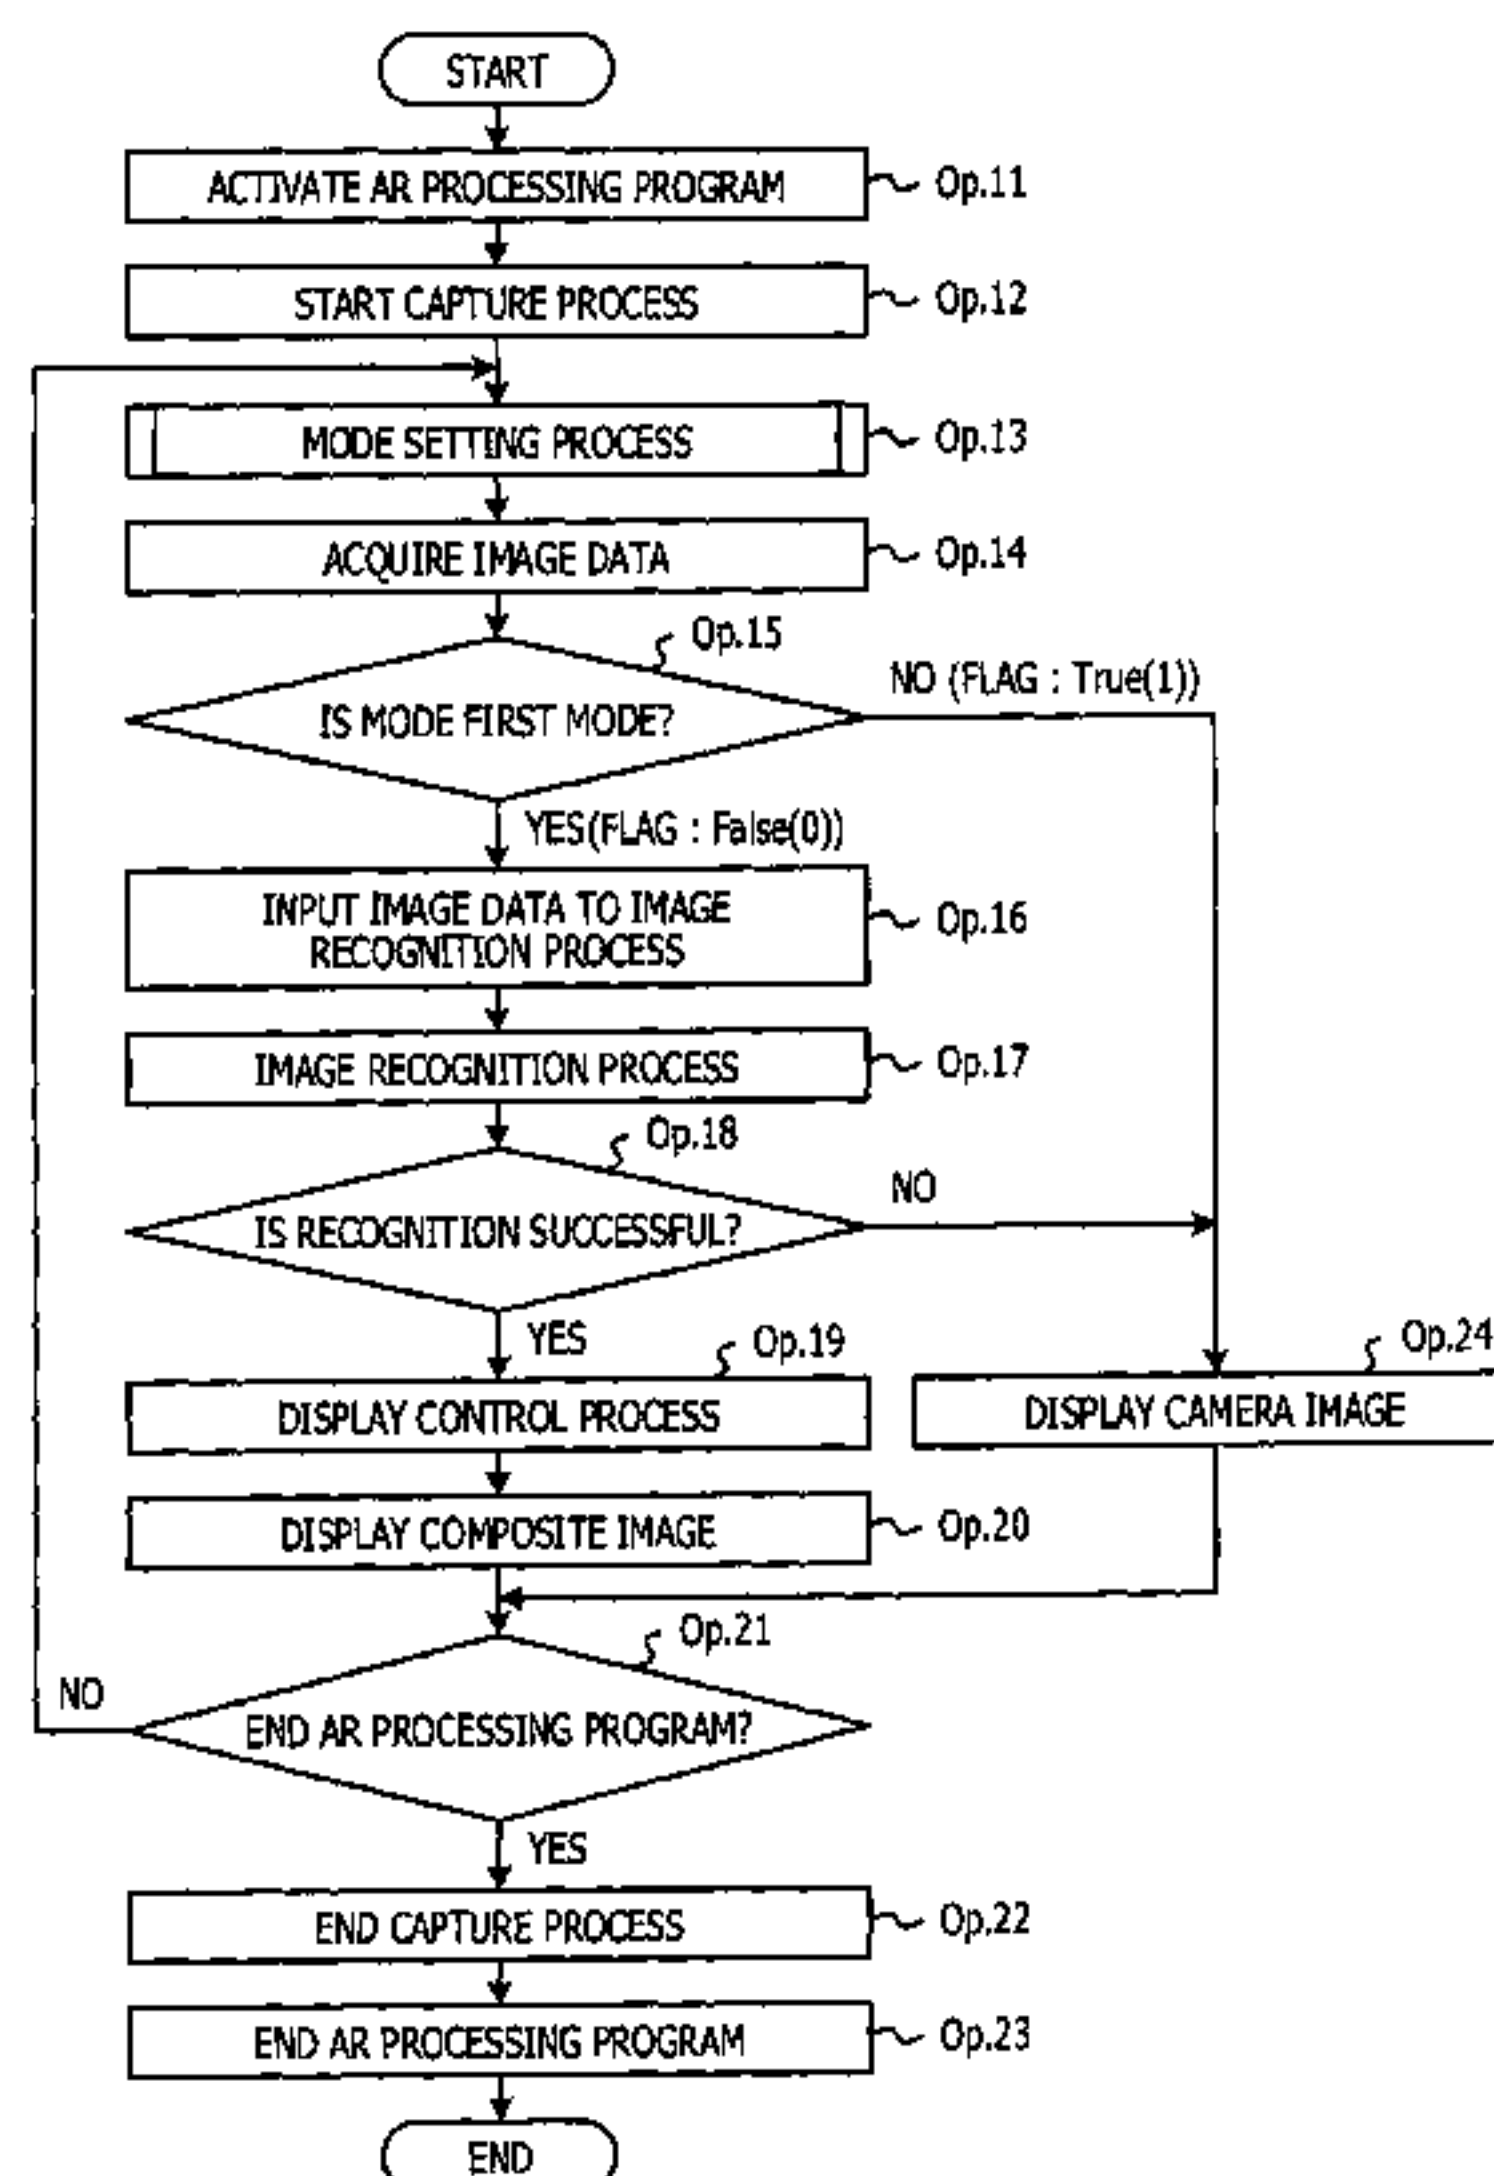 START
ACTIVATE AR PROCESSING PROGRAM
Op.11
START CAPTURE PROCESS
Op.12
MODE SETTING PROCESS
Op.13
ACQUIRE IMAGE DATA
Op.14
Op.15
IS MODE FIRST MODE?
NO (FLAG : True(1))
YES(FLAG : False(0))
INPUT IMAGE DATA TO IMAGE
RECOGNITION PROCESS
Op.16
IMAGE RECOGNITION PROCESS
Op.17
Op.18
IS RECOGNITION SUCCESSFUL?
NO
YES
Op.19
DISPLAY CONTROL PROCESS
Op.24
DISPLAY CAMERA IMAGE
DISPLAY COMPOSITE IMAGE
Op.20
Op.21
END AR PROCESSING PROGRAM?
NO
YES
END CAPTURE PROCESS
Op.22
END AR PROCESSING PROGRAM
Op.23
END